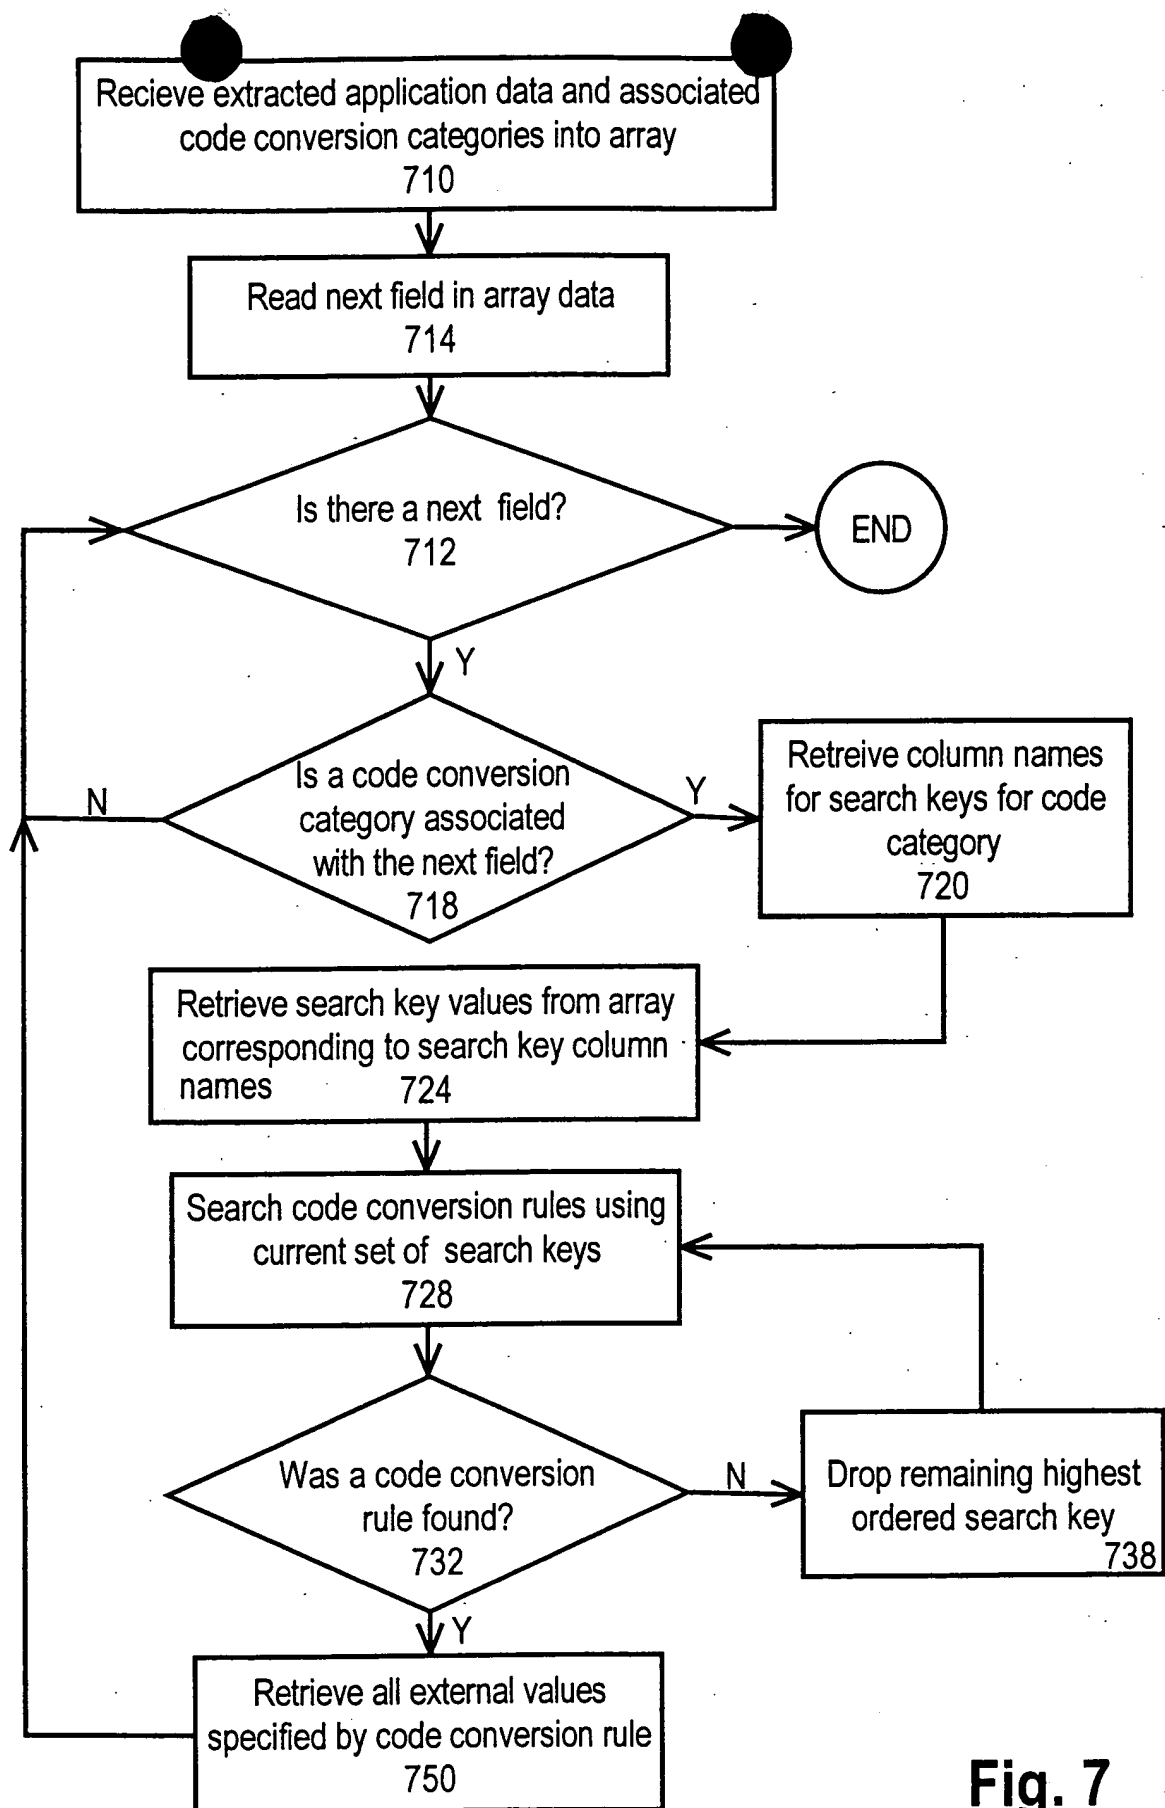 Recieve extracted application data and associated
code conversion categories into array
710
Read next field in array data
714
Is there a next field?
712
END
Y
Is a code conversion
category associated
with the next field?
718
N
Y
Retreive column names
for search keys for code
category
720
Retrieve search key values from array
corresponding to search key column
names 724
Search code conversion rules using
current set of search keys
728
Was a code conversion
rule found?
732
N
Drop remaining highest
ordered search key
738
Y
Retrieve all external values
specified by code conversion rule
750
Fig. 7